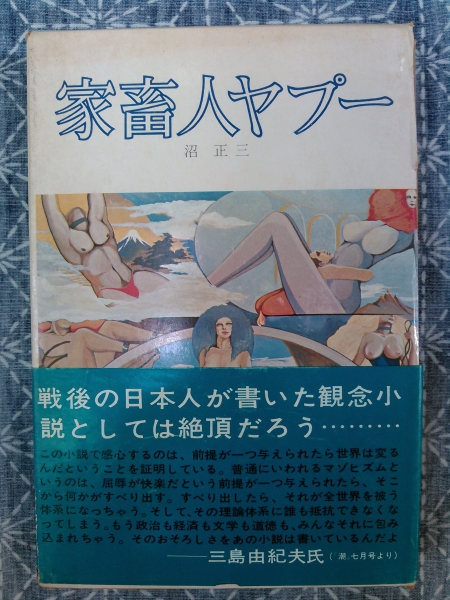 家畜人ヤプー
沼 正三
戦後の日本人が書いた観念小
説としては絶頂だろう………
この小説で感心するのは、前提が一つ与えられたら世界は変る
んだということを証明している。普通にいわれるマゾヒズムと
いうのは、屈辱が快楽だという前提が一つ与えられたら、そこ
から何かがすべり出す。すべり出したら、それが全世界を被う
体系になっちゃう。そして、その理論体系に誰も抵抗できなくな
ってしまう。もう政治も経済も文学も道徳も、みんなそれに包み
込まれちゃう。そのおそろしさをあの小説は書いているんだよ
——三島由紀夫氏(「潮」七月号より)